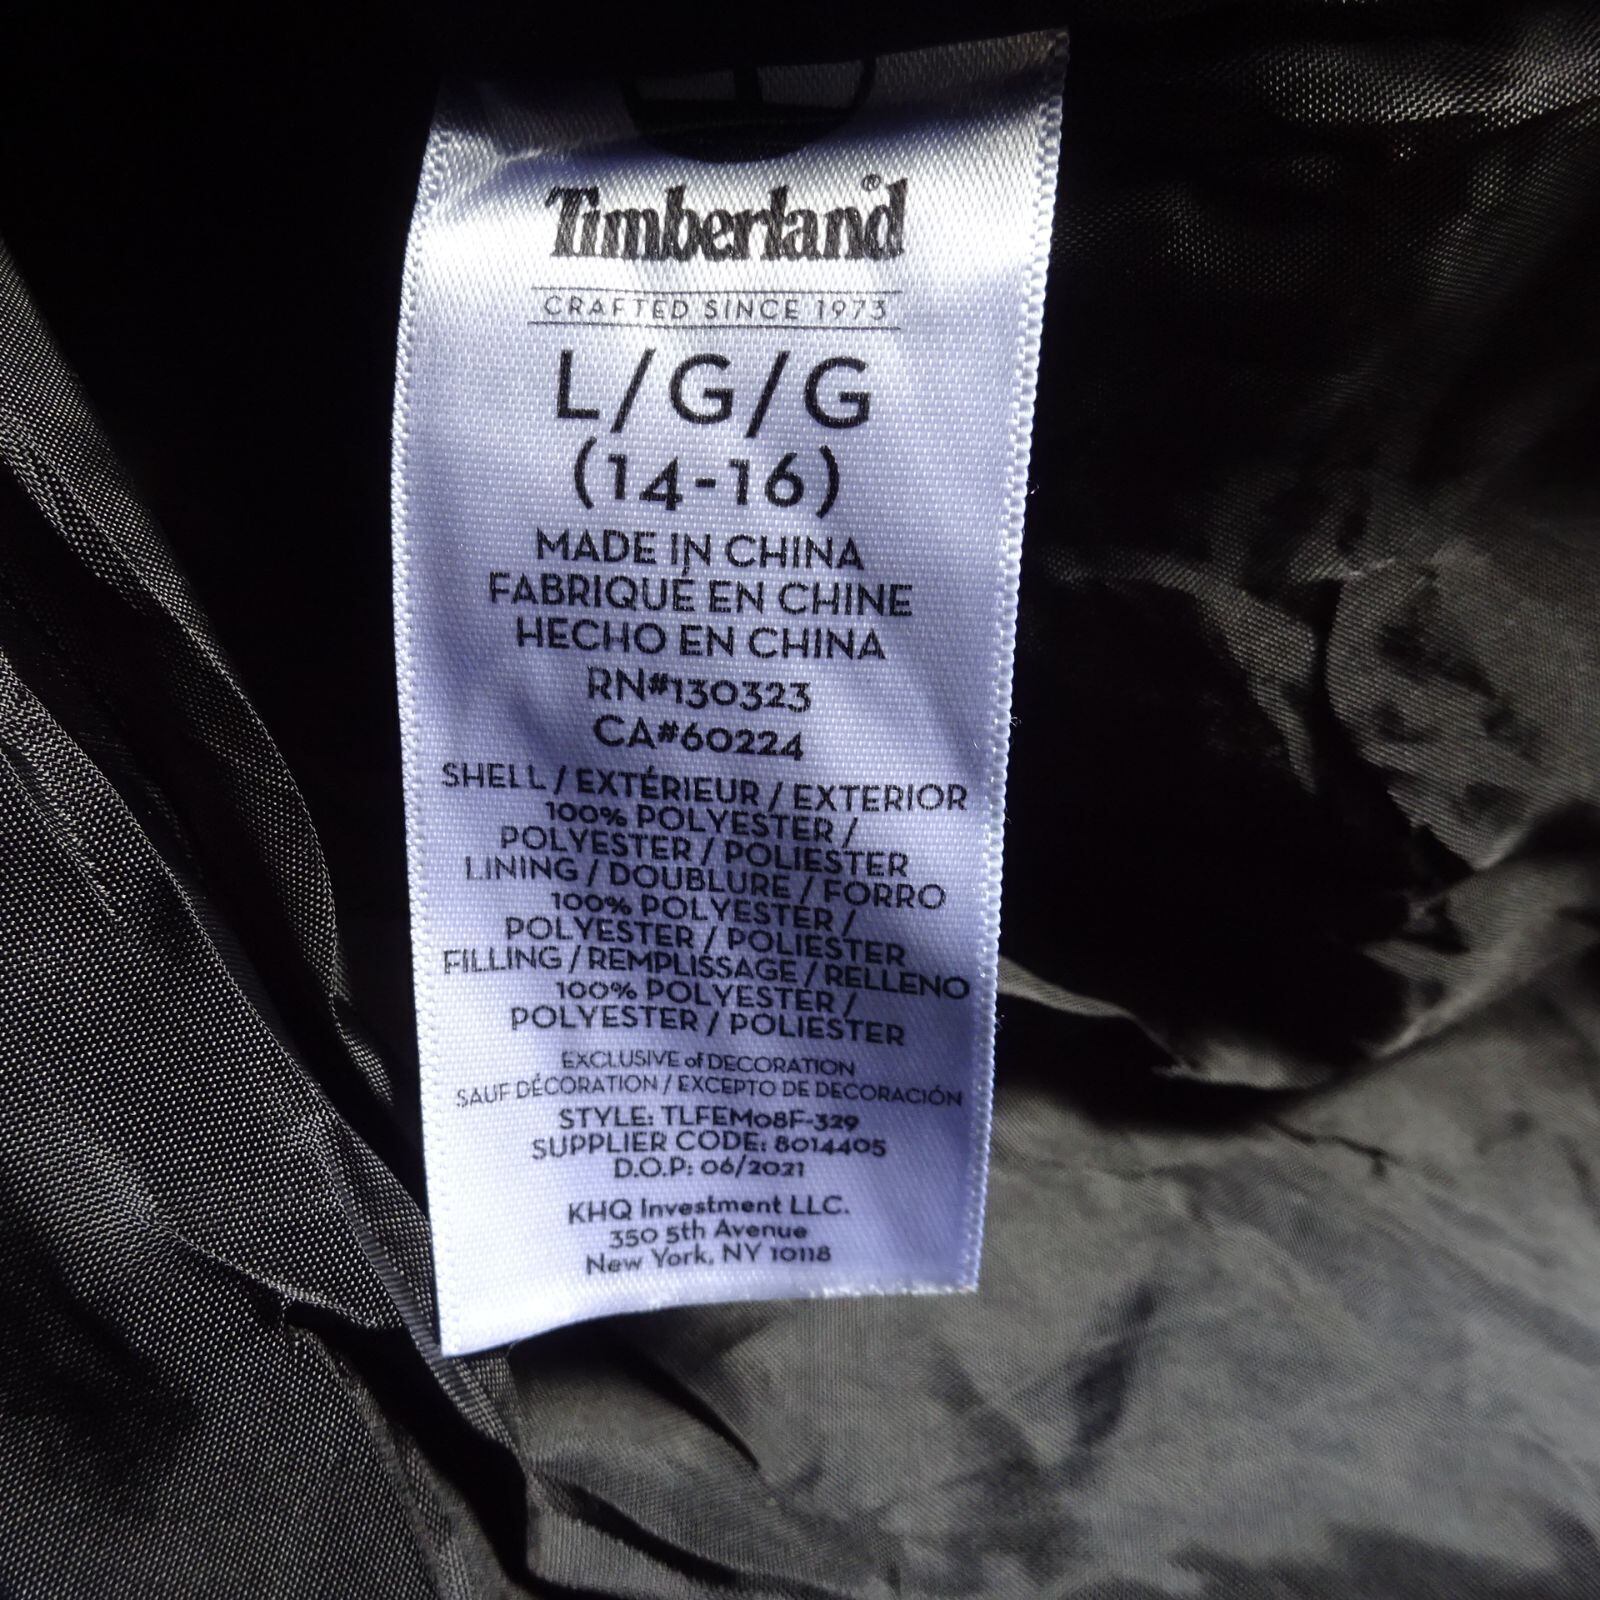 Timberland®
CRAFTED SINCE 1973
L/G/G
(14-16)
MADE IN CHINA
FABRIQUÉ EN CHINE
HECHO EN CHINA
RN#130323
CA#60224
SHELL / EXTÉRIEUR / EXTERIOR
100% POLYESTER /
POLYESTER / POLIESTER
LINING / DOUBLURE / FORRO
100% POLYESTER /
POLYESTER / POLIESTER
FILLING / REMPLISSAGE / RELLENO
100% POLYESTER /
POLYESTER / POLIESTER
EXCLUSIVE of DECORATION
SAUF DÉCORATION / EXCEPTO DE DECORACIÓN
STYLE: TLFEM08F-329
SUPPLIER CODE: 8014405
D.O.P: 06/2021
KHQ Investment LLC.
350 5th Avenue
New York, NY 10118